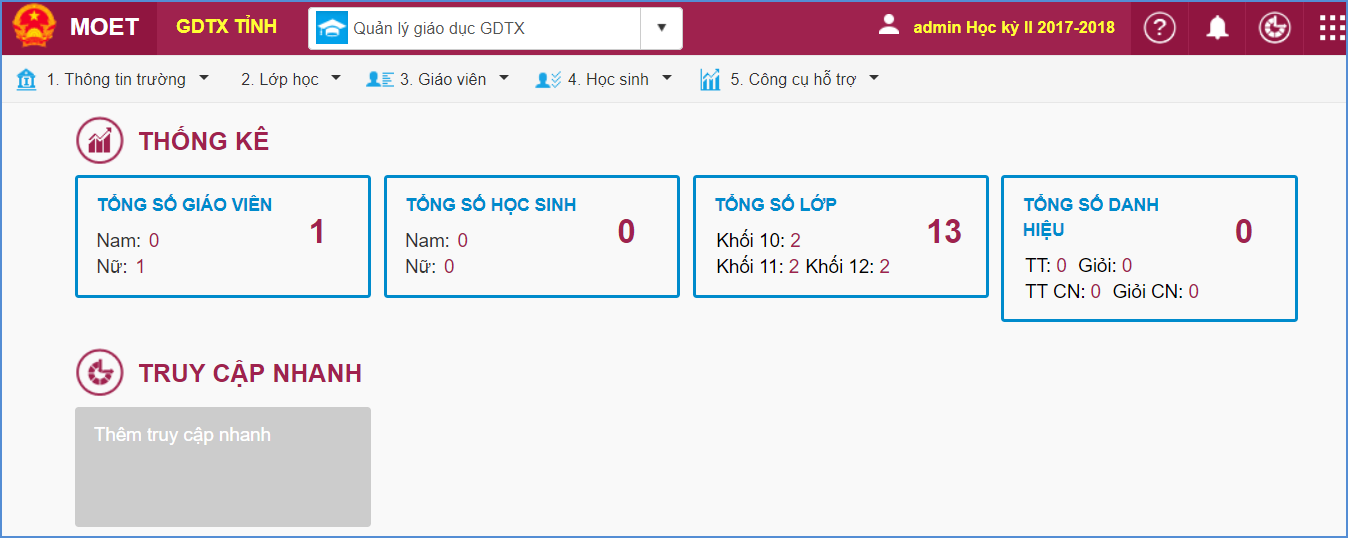 MOET
GDTX TỈNH
Quản lý giáo dục GDTX
admin Học kỳ II 2017-2018
1. Thông tin trường
2. Lớp học
3. Giáo viên
4. Học sinh
5. Công cụ hỗ trợ
THỐNG KÊ
TỔNG SỐ GIÁO VIÊN
1
Nam: 0
Nữ: 1
TỔNG SỐ HỌC SINH
0
Nam: 0
Nữ: 0
TỔNG SỐ LỚP
13
Khối 10: 2
Khối 11: 2 Khối 12: 2
TỔNG SỐ DANH
HIỆU
0
TT: 0 Giỏi: 0
TT CN: 0 Giỏi CN: 0
TRUY CẬP NHANH
Thêm truy cập nhanh